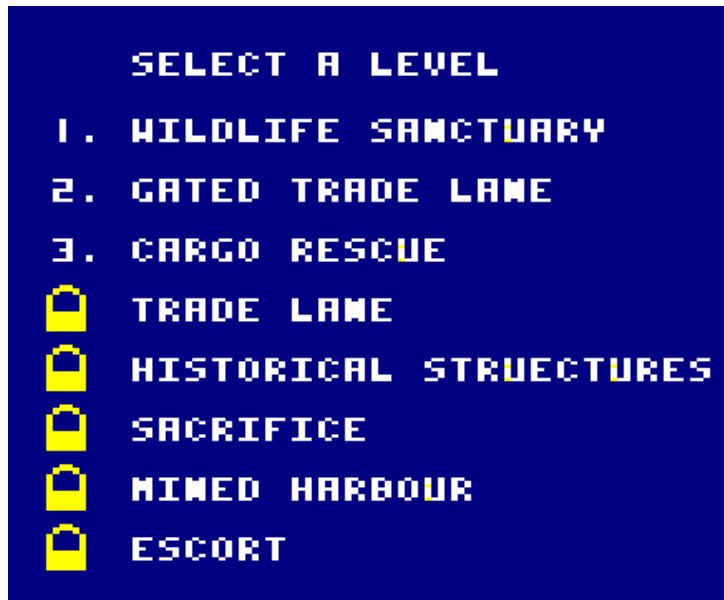 SELECT A LEVEL
1. WILDLIFE SANCTUARY
2. GATED TRADE LANE
3. CARGO RESCUE
TRADE LANE
HISTORICAL STRUECTURES
SACRIFICE
MINED HARBOUR
ESCORT